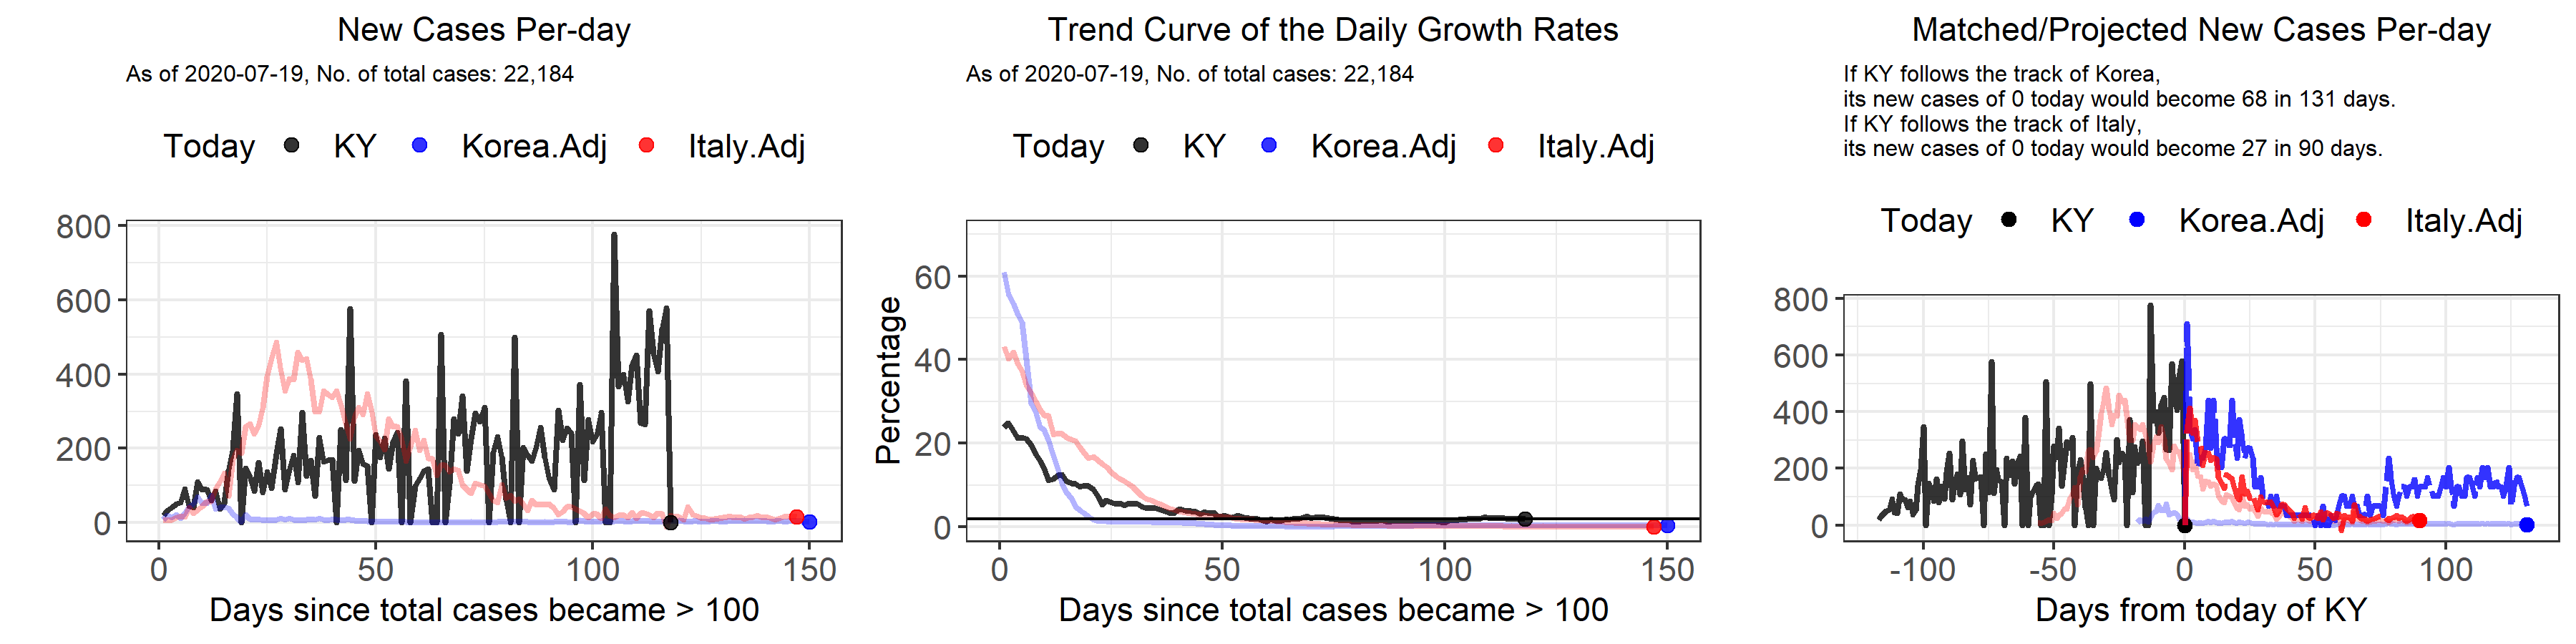 New Cases Per-day
As of 2020-07-19, No. of total cases: 22,184
Today KY Korea.Adj Italy.Adj
800
600
400
200
0
0 50 100 150
Days since total cases became > 100
Trend Curve of the Daily Growth Rates
As of 2020-07-19, No. of total cases: 22,184
Today KY Korea.Adj Italy.Adj
Percentage
60
40
20
0
0 50 100 150
Days since total cases became > 100
Matched/Projected New Cases Per-day
If KY follows the track of Korea,
its new cases of 0 today would become 68 in 131 days.
If KY follows the track of Italy,
its new cases of 0 today would become 27 in 90 days.
Today KY Korea.Adj Italy.Adj
800
600
400
200
0
-100 -50 0 50 100
Days from today of KY